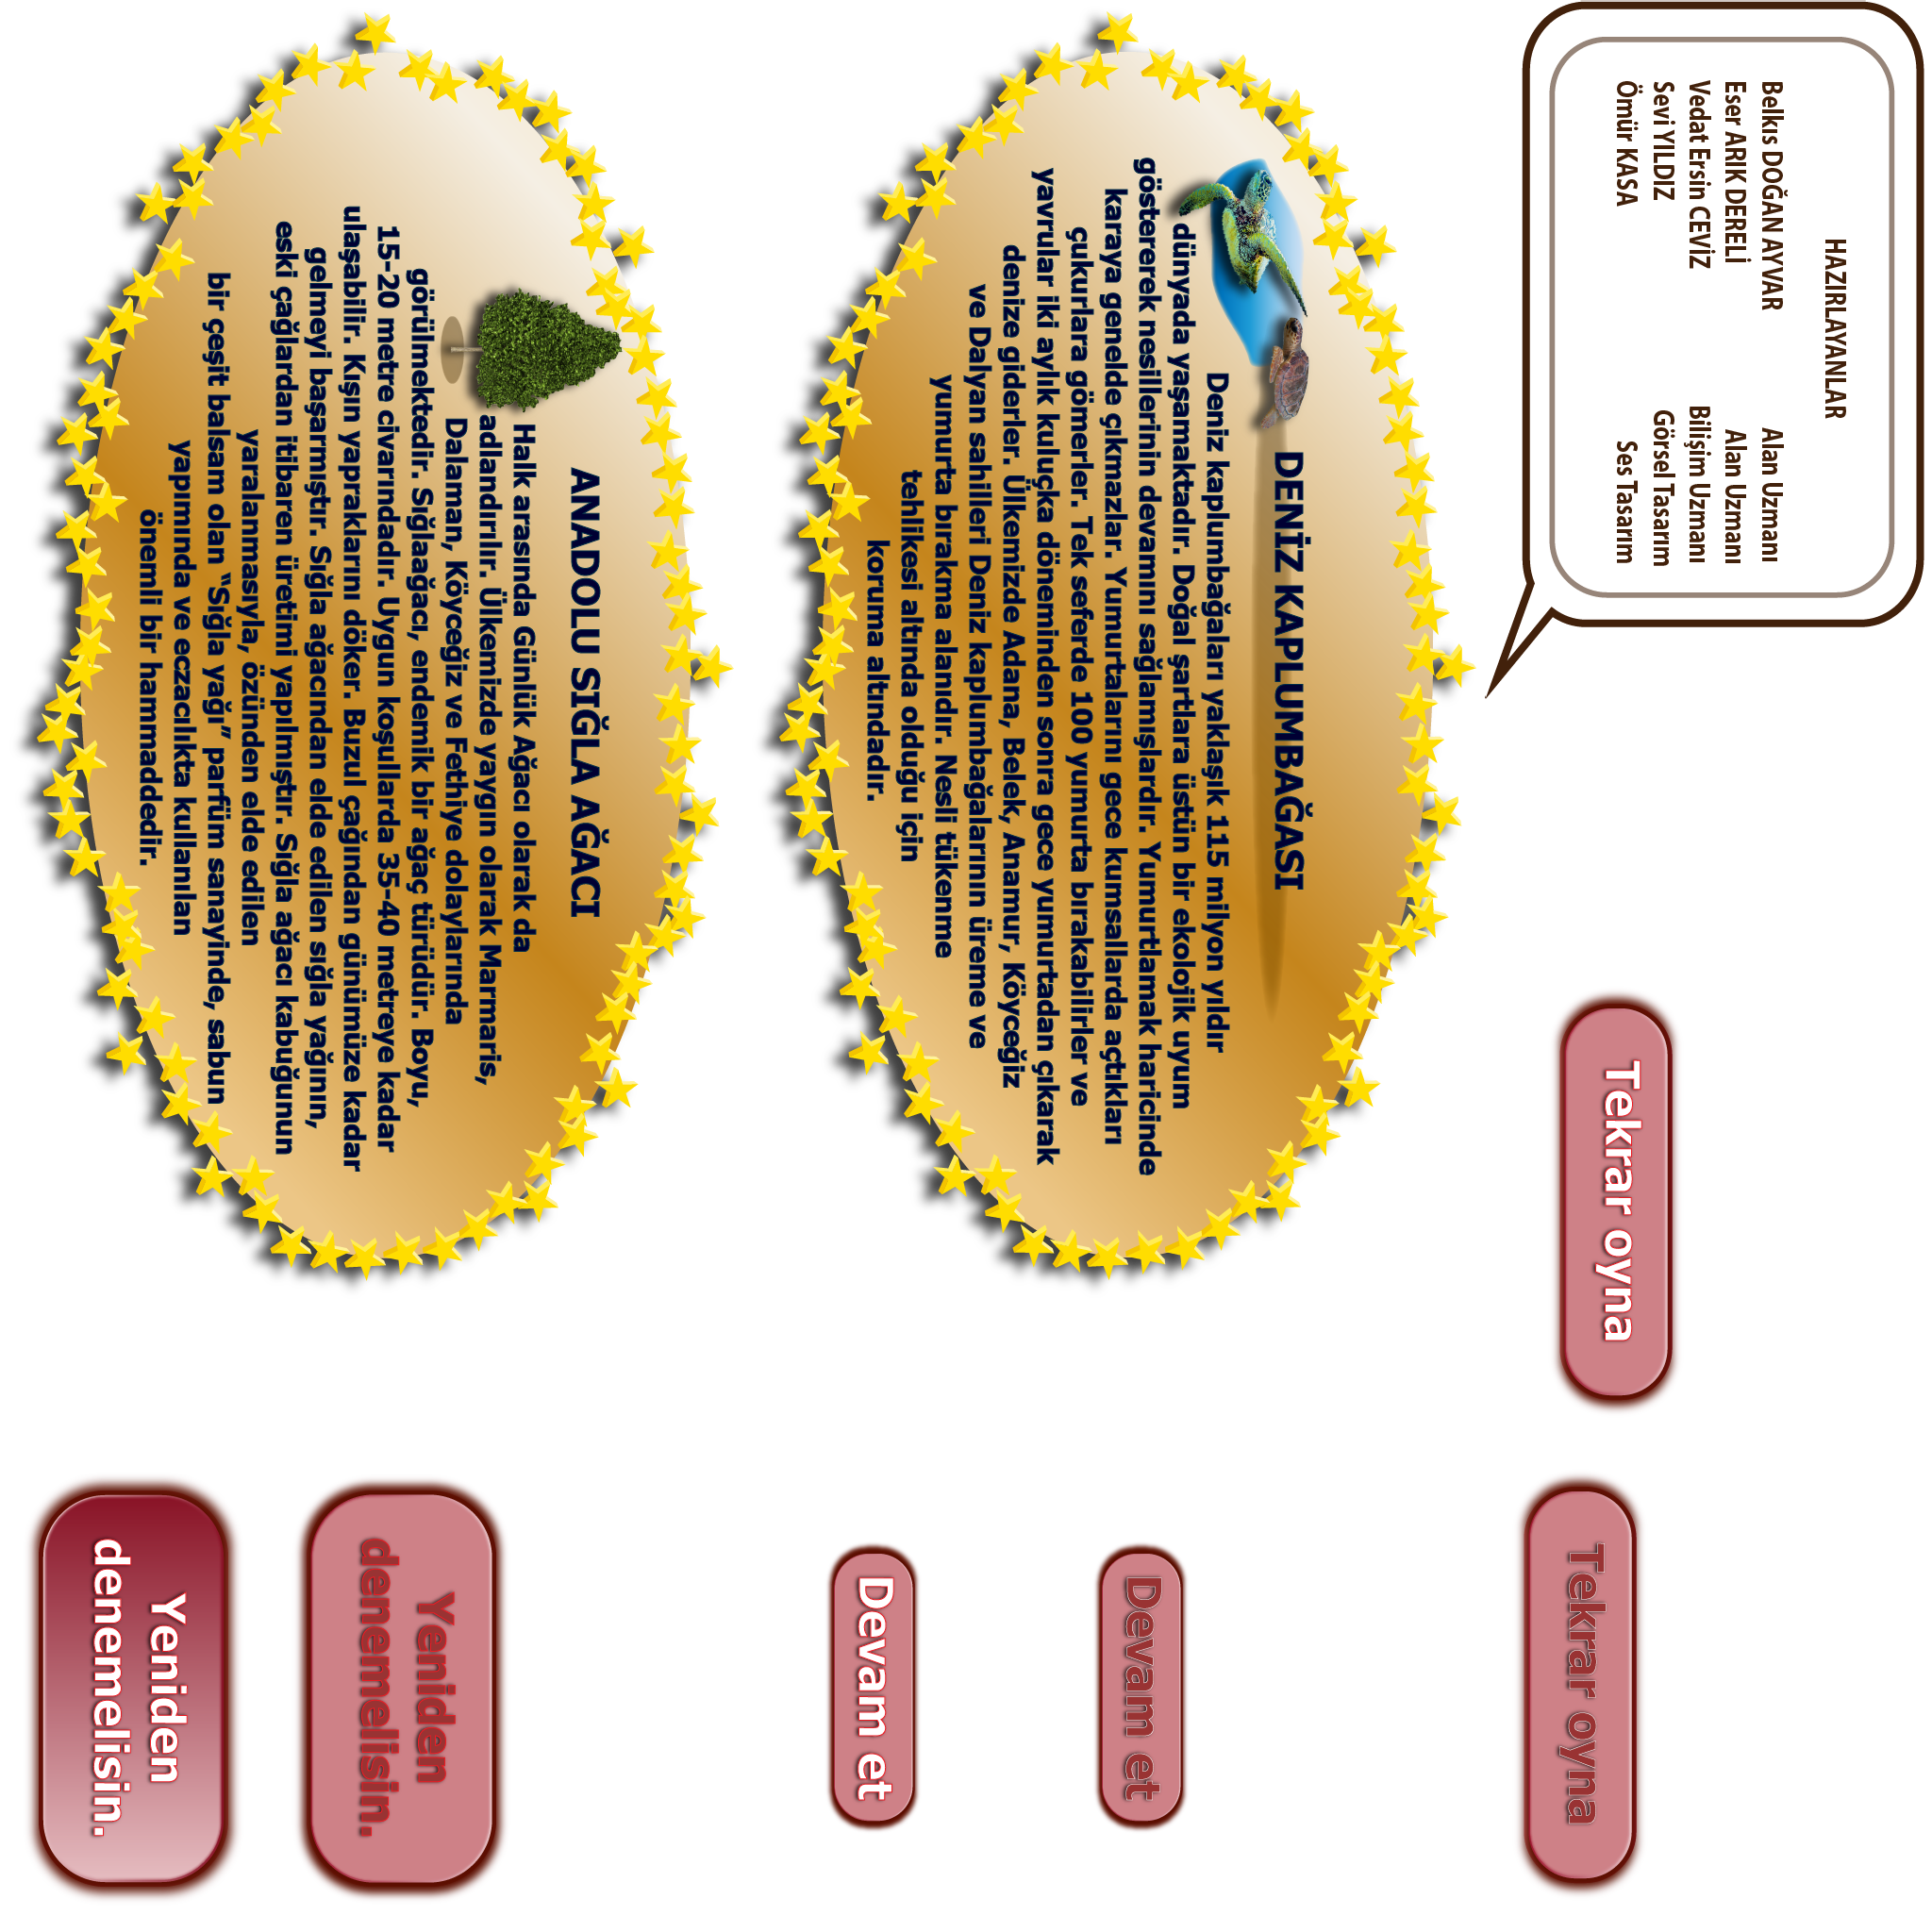 HAZIRLAYANLAR
Belkıs DOĞAN AYVAR Alan Uzmanı
Eser ARIK DERELİ Alan Uzmanı
Vedat Ersin CEVİZ Bilişim Uzmanı
Sevi YILDIZ Görsel Tasarım
Ömür KASA Ses Tasarım
DENİZ KAPLUMBAĞASI
Deniz kaplumbağaları yaklaşık 115 milyon yıldır
dünyada yaşamaktadır. Doğal şartlara üstün bir ekolojik uyum
göstererek nesillerinin devamını sağlamışlardır. Yumurtlamak haricinde
karaya genelde çıkmazlar. Yumurtalarını gece kumsallarda açtıkları
çukurlara gömerler. Tek seferde 100 yumurta bırakabilirler ve
yavrular iki aylık kuluçka döneminden sonra gece yumurtadan çıkarak
denize giderler. Ülkemizde Adana, Belek, Anamur, Köyceğiz
ve Dalyan sahilleri Deniz kaplumbağalarının üreme ve
yumurta bırakma alanıdır. Nesli tükenme
tehlikesi altında olduğu için
koruma altındadır.
ANADOLU SIĞLA AĞACI
Halk arasında Günlük Ağacı olarak da
adlandırılır. Ülkemizde yaygın olarak Marmaris,
Dalaman, Köyceğiz ve Fethiye dolaylarında
görülmektedir. Sığlaağacı, endemik bir ağaç türüdür. Boyu,
15-20 metre civarındadır. Uygun koşullarda 35-40 metreye kadar
ulaşabilir. Kışın yapraklarını döker. Buzul çağından günümüze kadar
gelmeyi başarmıştır. Sığla ağacından elde edilen sığla yağının,
eski çağlardan itibaren üretimi yapılmıştır. Sığla ağacı kabuğunun
yaralanmasıyla, özünden elde edilen
bir çeşit balsam olan “Sığla yağı” parfüm sanayinde, sabun
yapımında ve eczacılıkta kullanılan
önemli bir hammaddedir.
Tekrar oyna
Tekrar oyna
Devam et
Devam et
Yeniden
denemelisin.
Yeniden
denemelisin.